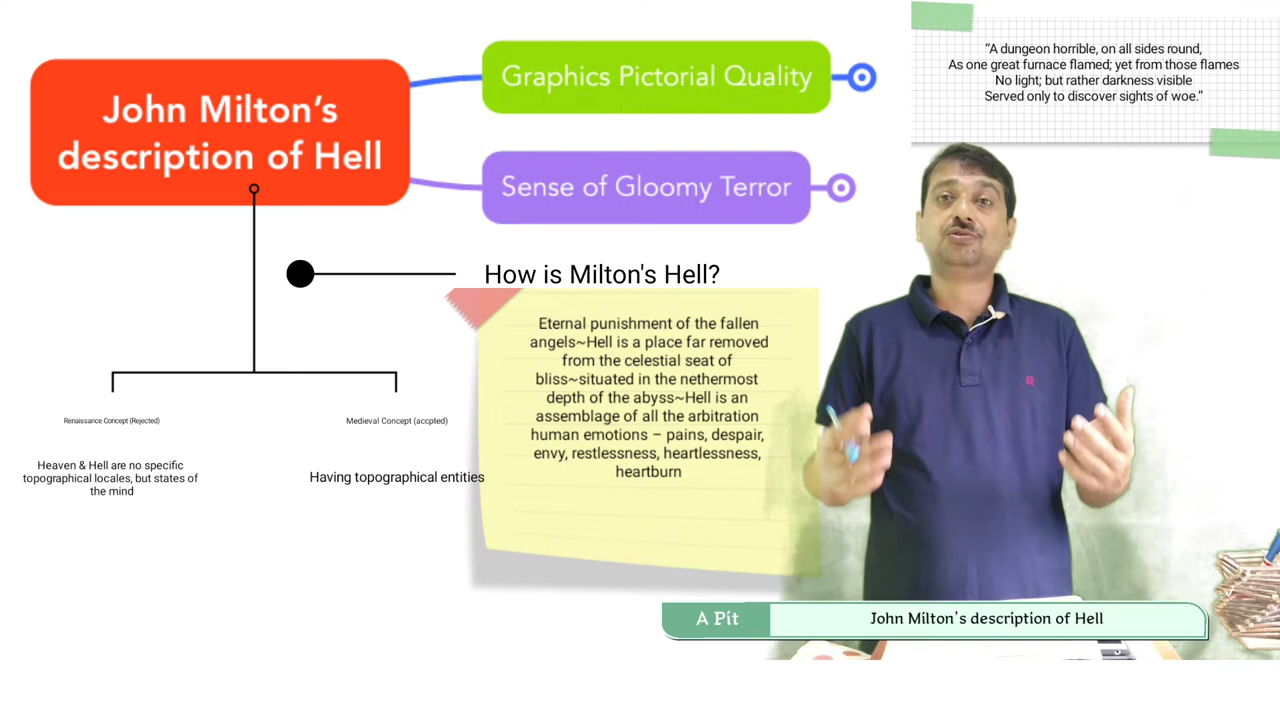 John Milton's
description of Hell
Graphics Pictorial Quality
Sense of Gloomy Terror
"A dungeon horrible, on all sides round,
As one great furnace flamed; yet from those flames
No light; but rather darkness visible
Served only to discover sights of woe."
How is Milton's Hell?
Eternal punishment of the fallen
angels~Hell is a place far removed
from the celestial seat of
bliss~situated in the nethermost
depth of the abyss~Hell is an
assemblage of all the arbitration
human emotions – pains, despair,
envy, restlessness, heartlessness,
heartburn
Renaissance Concept (Rejected)
Heaven & Hell are no specific
topographical locales, but states of
the mind
Medieval Concept (accpted)
Having topographical entities
A Pit
John Milton's description of Hell